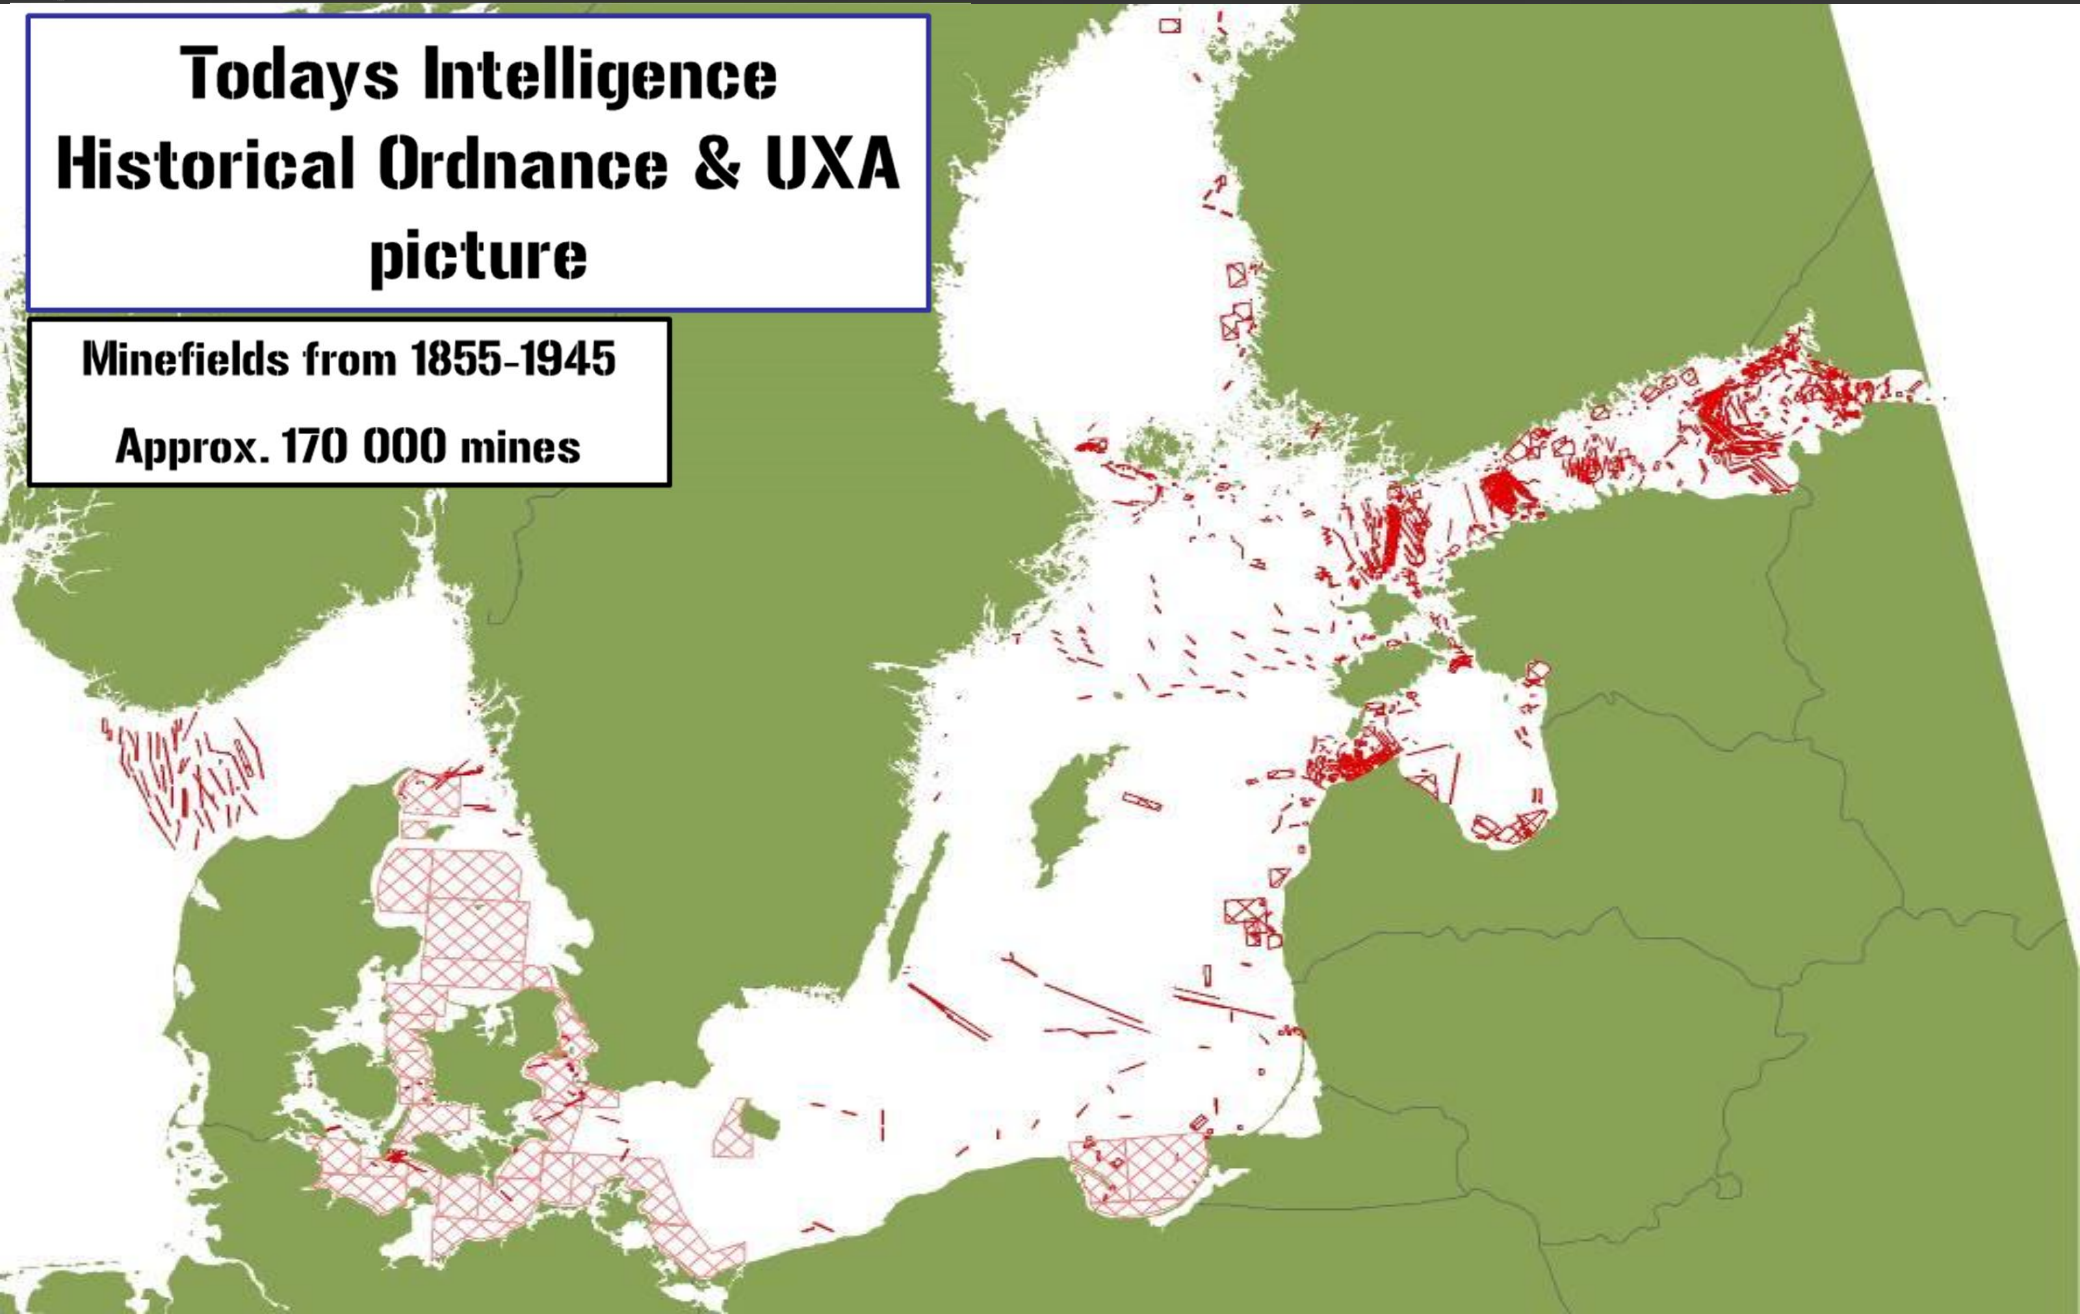 Todays Intelligence
Historical Ordnance & UXA
picture
Minefields from 1855-1945
Approx. 170 000 mines